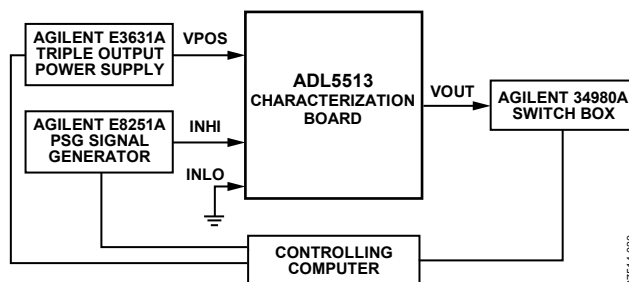 AGILENT E3631A
TRIPLE OUTPUT
POWER SUPPLY
VPOS
AGILENT E8251A
PSG SIGNAL
GENERATOR
INHI
INLO
ADL5513
CHARACTERIZATION
BOARD
VOUT
AGILENT 34980A
SWITCH BOX
CONTROLLING
COMPUTER